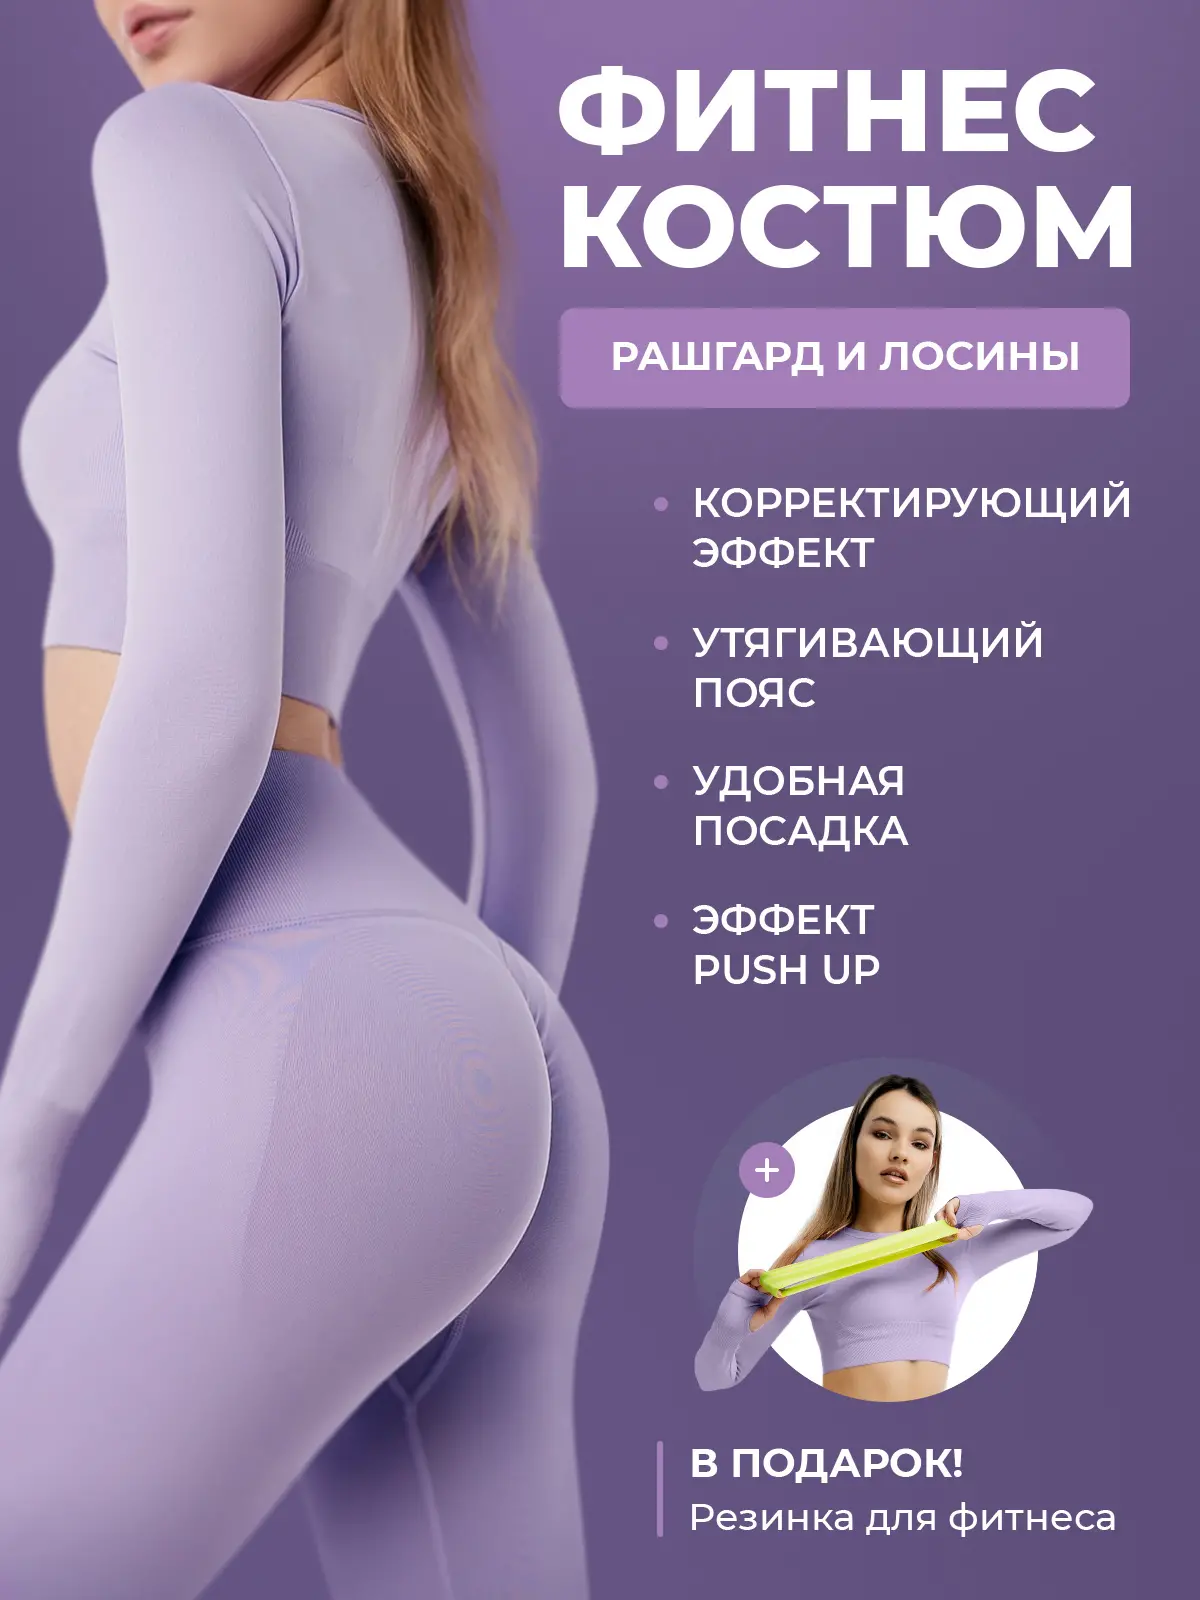 ФИТНЕС
КОСТЮМ
РАШГАРД И ЛОСИНЫ
• КОРРЕКТИРУЮЩИЙ
ЭФФЕКТ
• УТЯГИВАЮЩИЙ
ПОЯС
• УДОБНАЯ
ПОСАДКА
• ЭФФЕКТ
PUSH UP
+
В ПОДАРОК!
Резинка для фитнеса